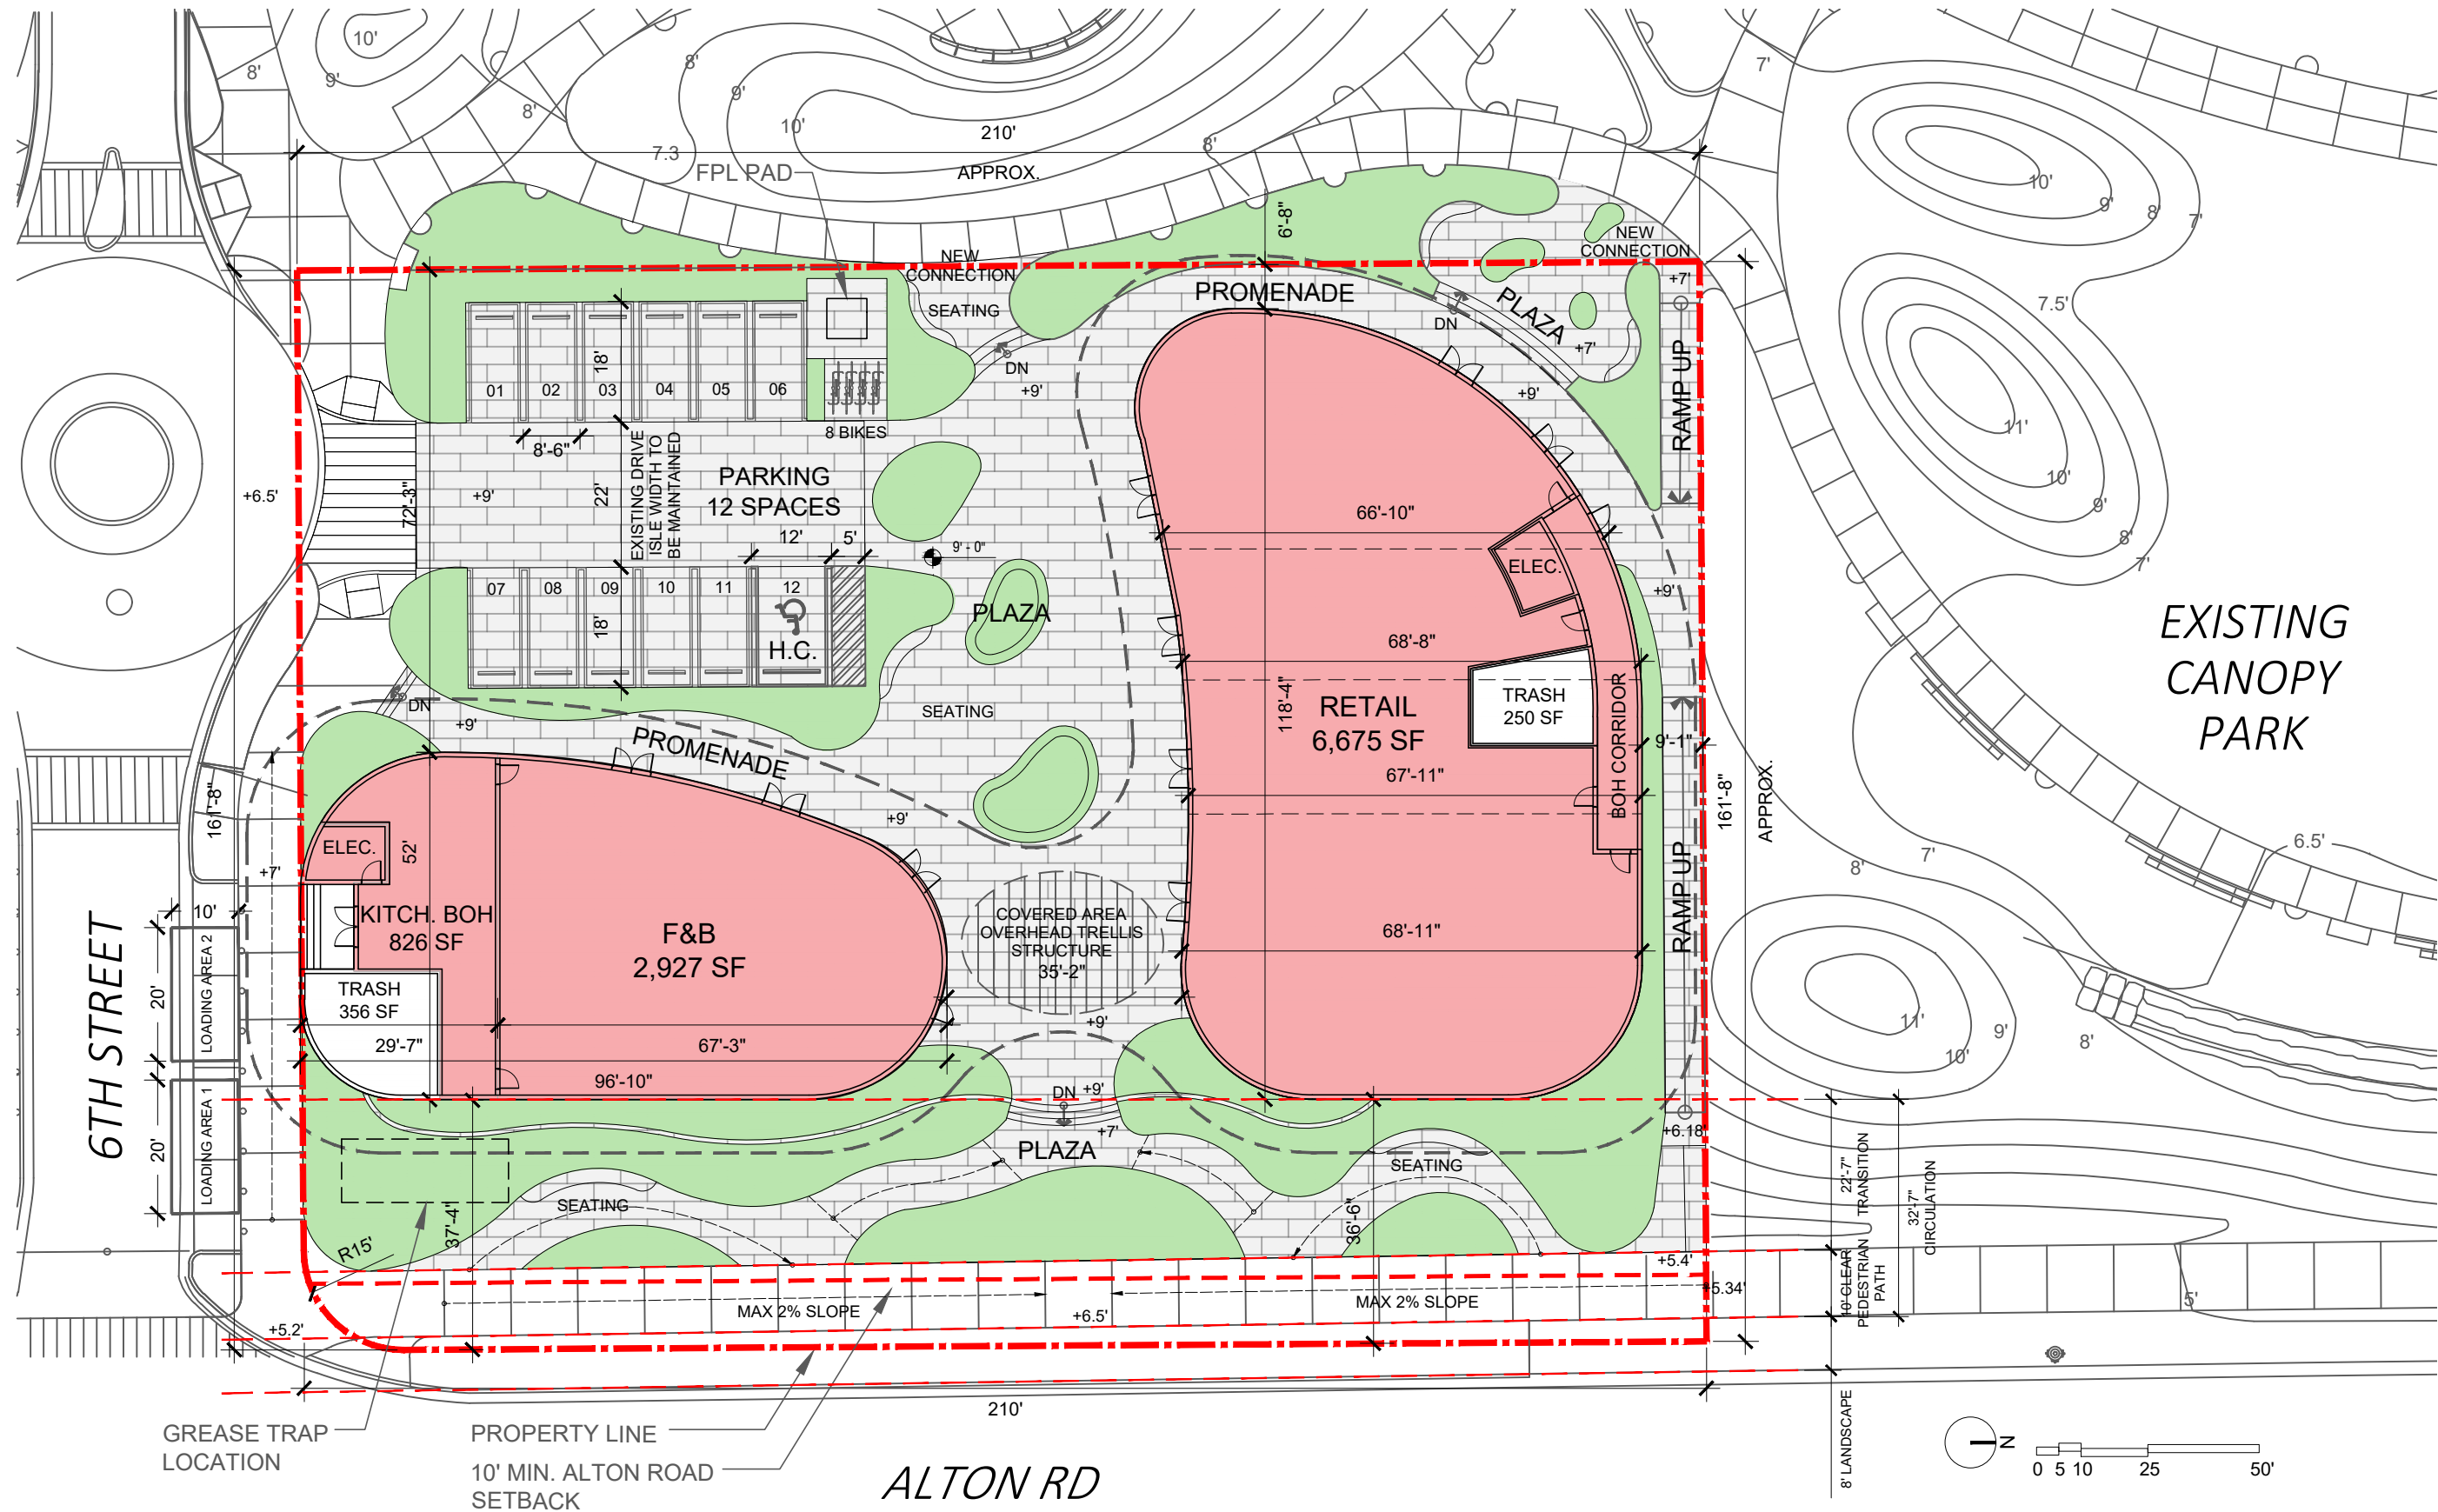 10'
9'
8'
8'
8'
9'
10'
7.3
210'
APPROX.
8'
7'
FPL PAD
6'-8"
10'
9'
8'
7'
NEW
CONNECTION
NEW
CONNECTION
+7'
SEATING
PROMENADE
PLAZA
DN
+7'
7.5'
DN
+9'
+9'
RAMP UP
18'
01
02
03
04
05
06
8 BIKES
8'-6"
11'
10'
9'
8'
7'
+6.5'
72'-3"
+9'
22'
EXISTING DRIVE
ISLE WIDTH TO
BE MAINTAINED
PARKING
12 SPACES
12'
5'
9' - 0"
66'-10"
ELEC.
+9'
07
08
09
10
11
12
18'
H.C.
PLAZA
68'-8"
EXISTING
CANOPY
PARK
DN
+9'
SEATING
118'-4"
RETAIL
6,675 SF
TRASH
250 SF
BOH CORRIDOR
9'-1"
PROMENADE
67'-11"
161'-8"
APPROX.
161'-8"
+9'
+7'
ELEC.
52'
6.5'
7'
8'
RAMP UP
10'
KITCH. BOH
826 SF
F&B
2,927 SF
COVERED AREA
OVERHEAD TRELLIS
STRUCTURE
35'-2"
68'-11"
6TH STREET
20'
LOADING AREA 2
TRASH
356 SF
29'-7"
67'-3"
96'-10"
+9'
11'
10'
9'
8'
20'
LOADING AREA 1
DN
+9'
+7'
PLAZA
+6.18'
SEATING
SEATING
37'-4"
36'-6"
R15'
22'-7"
TRANSITION
32'-7"
CIRCULATION
10' CLEAR
PEDESTRIAN
PATH
+5.4'
+5.34'
MAX 2% SLOPE
+6.5'
MAX 2% SLOPE
+5.2'
5'
210'
8' LANDSCAPE
GREASE TRAP
LOCATION
PROPERTY LINE
10' MIN. ALTON ROAD
SETBACK
ALTON RD
N
0 5 10 25 50'